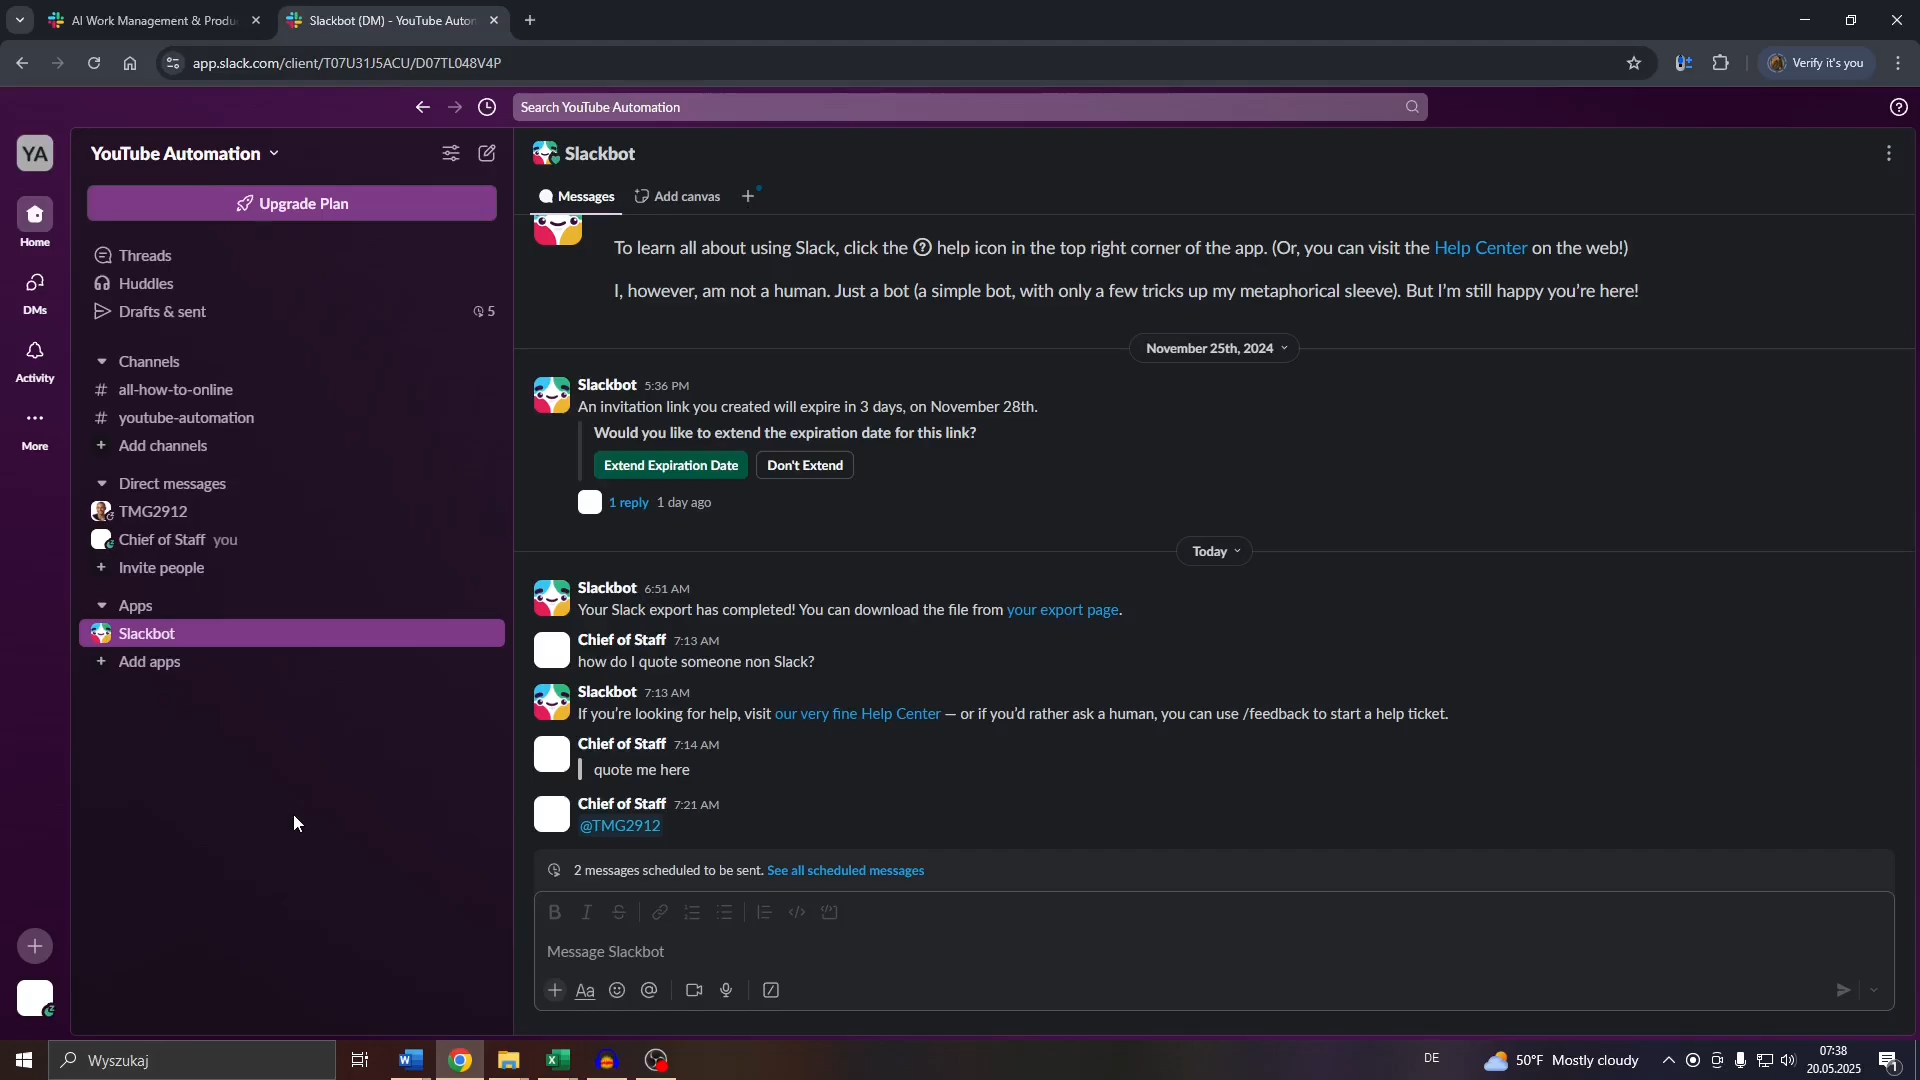 AI Work Management & Produ
Slackbot (DM) - YouTube Auton
app.slack.com/client/T07U31J5ACU/D07TL048V4P
Verify it's you
Search YouTube Automation
YA
YouTube Automation
Upgrade Plan
Home
DMs
Activity
More
Threads
Huddles
Drafts & sent
5
Channels
# all-how-to-online
# youtube-automation
+ Add channels
Direct messages
TMG2912
Chief of Staff you
+ Invite people
Apps
Slackbot
+ Add apps
Slackbot
Messages
Add canvas
To learn all about using Slack, click the ? help icon in the top right corner of the app. (Or, you can visit the Help Center on the web!)
I, however, am not a human. Just a bot (a simple bot, with only a few tricks up my metaphorical sleeve). But I'm still happy you're here!
November 25th, 2024
Slackbot 5:36 PM
An invitation link you created will expire in 3 days, on November 28th.
Would you like to extend the expiration date for this link?
Extend Expiration Date
Don't Extend
1 reply 1 day ago
Today
Slackbot 6:51 AM
Your Slack export has completed! You can download the file from your export page.
Chief of Staff 7:13 AM
how do I quote someone non Slack?
Slackbot 7:13 AM
If you're looking for help, visit our very fine Help Center — or if you'd rather ask a human, you can use /feedback to start a help ticket.
Chief of Staff 7:14 AM
quote me here
Chief of Staff 7:21 AM
@TMG2912
2 messages scheduled to be sent. See all scheduled messages
B I S
Message Slackbot
Aa
Wyszukaj
DE
50°F Mostly cloudy
07:38
20.05.2025
1